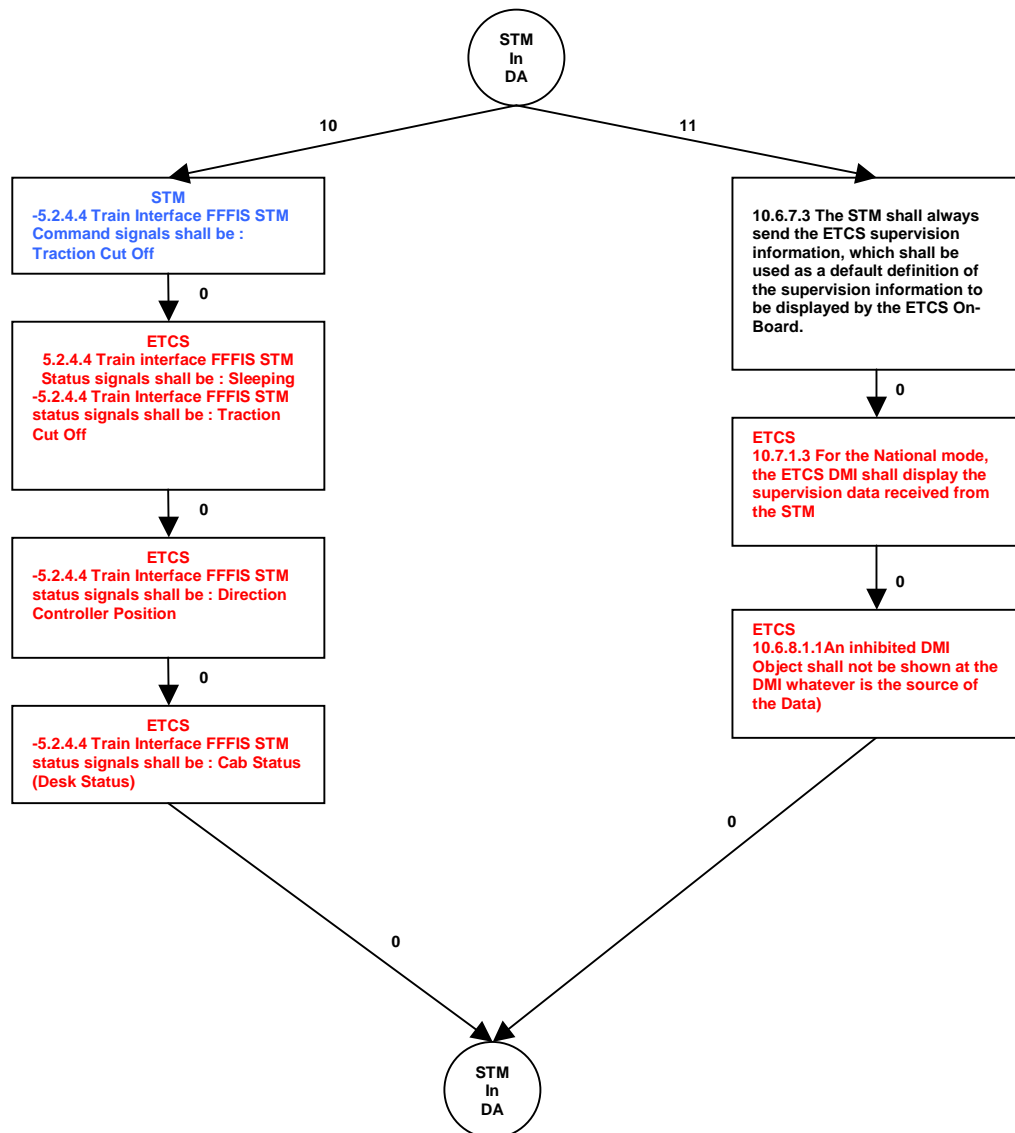 STM
In
DA
10
11
STM
-5.2.4.4 Train Interface FFFIS STM
Command signals shall be :
Traction Cut Off
0
ETCS
5.2.4.4 Train interface FFFIS STM
Status signals shall be : Sleeping
-5.2.4.4 Train Interface FFFIS STM
status signals shall be : Traction
Cut Off
0
ETCS
-5.2.4.4 Train Interface FFFIS STM
status signals shall be : Direction
Controller Position
0
ETCS
-5.2.4.4 Train Interface FFFIS STM
status signals shall be : Cab Status
(Desk Status)
0
10.6.7.3 The STM shall always
send the ETCS supervision
information, which shall be
used as a default definition of
the supervision information to
be displayed by the ETCS On-
Board.
0
ETCS
10.7.1.3 For the National mode,
the ETCS DMI shall display the
supervision data received from
the STM
0
ETCS
10.6.8.1.1An inhibited DMI
Object shall not be shown at the
DMI whatever is the source of
the Data)
0
STM
In
DA